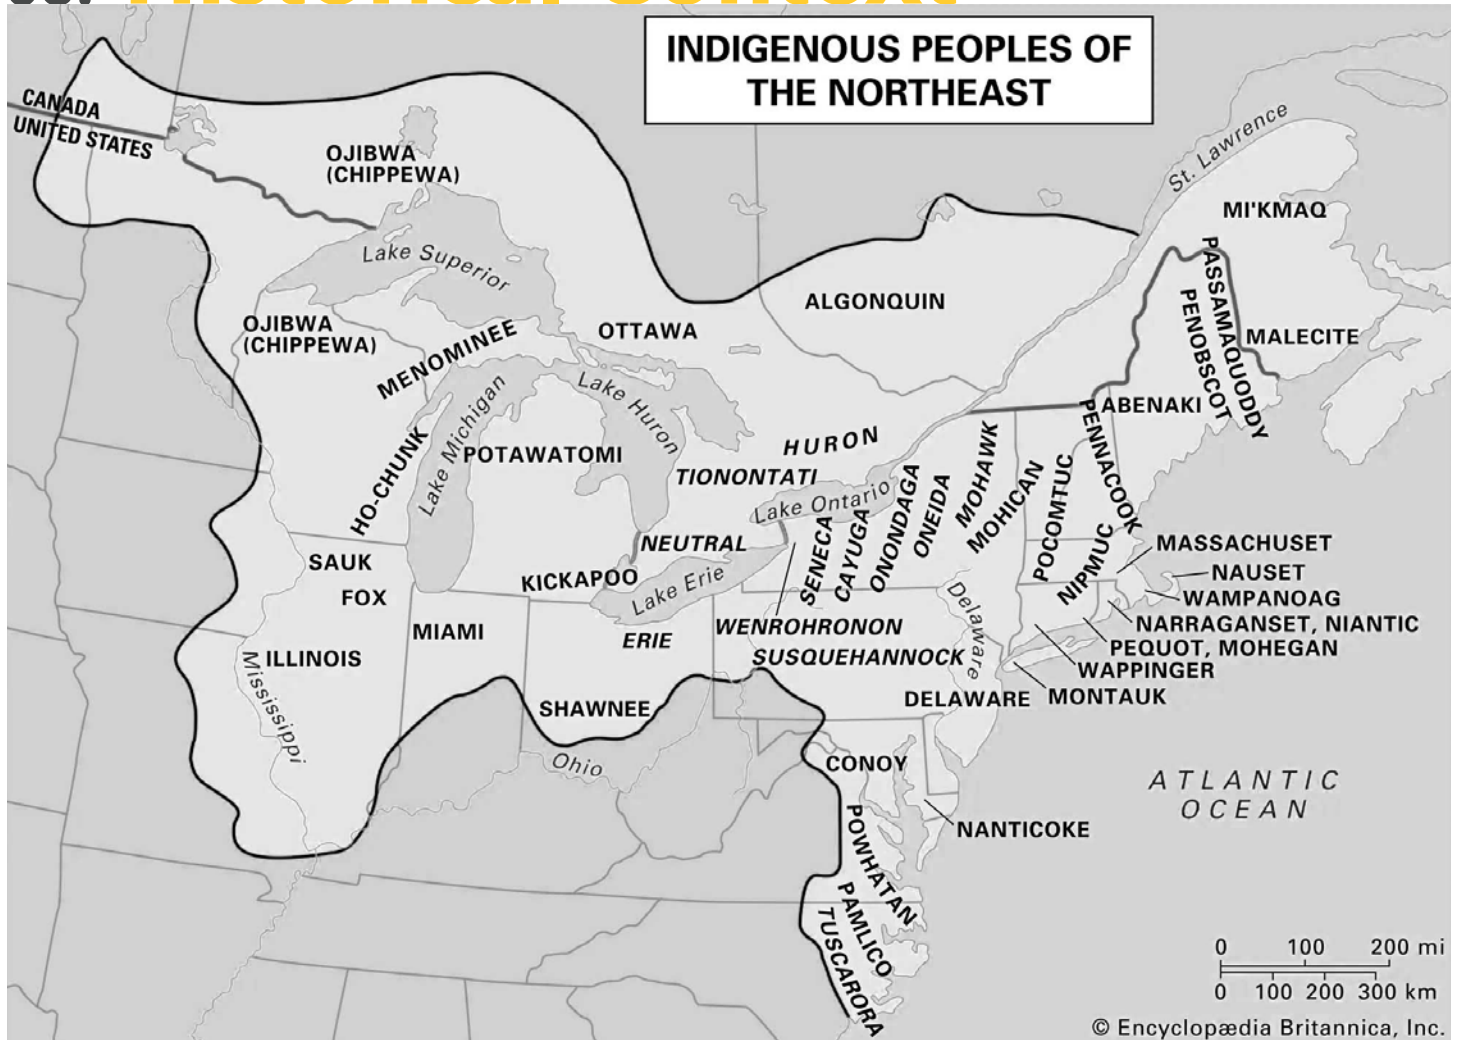 Historical Context
INDIGENOUS PEOPLES OF
THE NORTHEAST
CANADA
UNITED STATES
OJIBWA
(CHIPPEWA)
St. Lawrence
MI'KMAQ
Lake Superior
PASSAMAQUODDY
PENOBSCOT
ALGONQUIN
OJIBWA
(CHIPPEWA)
MENOMINEE
OTTAWA
MALECITE
Lake Michigan
Lake Huron
ABENAKI
PENNACOOK
HO-CHUNK
POTAWATOMI
HURON
TIONONTATI
Lake Ontario
SENECA
CAYUGA
ONONDAGA
ONEIDA
MOHAWK
MOHICAN
POCOMTUC
NIPMUC
MASSACHUSET
NAUSET
WAMPANOAG
NARRAGANSET, NIANTIC
PEQUOT, MOHEGAN
WAPPINGER
MONTAUK
SAUK
FOX
KICKAPOO
NEUTRAL
Lake Erie
MIAMI
ERIE
WENROHRONON
SUSQUEHANNOCK
Delaware
ILLINOIS
Mississippi
SHAWNEE
DELAWARE
Ohio
CONOY
ATLANTIC
OCEAN
NANTICOKE
POWHATAN
PAMLICO
TUSCARORA
0 100 200 mi
0 100 200 300 km
© Encyclopædia Britannica, Inc.